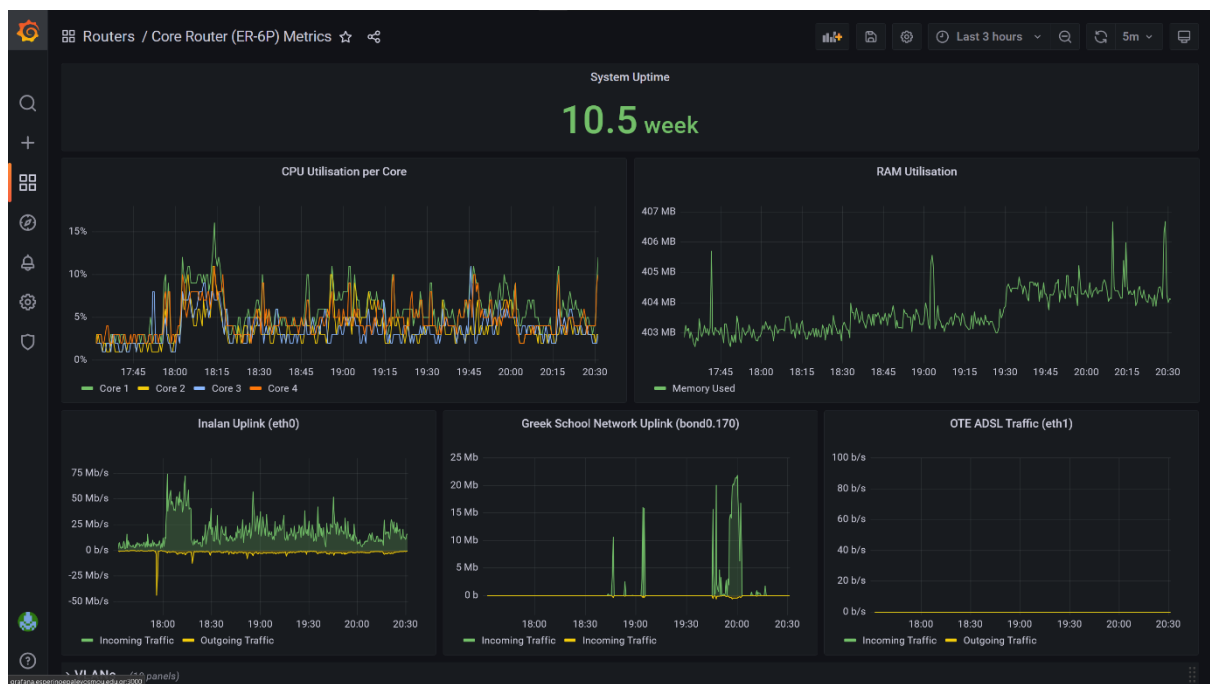 Routers / Core Router (ER-6P) Metrics
Last 3 hours
5m
System Uptime
10.5 week
CPU Utilisation per Core
15%
10%
5%
0%
17:45 18:00 18:15 18:30 18:45 19:00 19:15 19:30 19:45 20:00 20:15 20:30
Core 1 Core 2 Core 3 Core 4
RAM Utilisation
407 MB
406 MB
405 MB
404 MB
403 MB
17:45 18:00 18:15 18:30 18:45 19:00 19:15 19:30 19:45 20:00 20:15 20:30
Memory Used
Inalan Uplink (eth0)
75 Mb/s
50 Mb/s
25 Mb/s
0 b/s
-25 Mb/s
-50 Mb/s
18:00 18:30 19:00 19:30 20:00 20:30
Incoming Traffic Outgoing Traffic
Greek School Network Uplink (bond0.170)
25 Mb
20 Mb
15 Mb
10 Mb
5 Mb
0 b
18:00 18:30 19:00 19:30 20:00 20:30
Incoming Traffic Incoming Traffic
OTE ADSL Traffic (eth1)
100 b/s
80 b/s
60 b/s
40 b/s
20 b/s
0 b/s
18:00 18:30 19:00 19:30 20:00 20:30
Incoming Traffic Outgoing Traffic
VLANs panels)